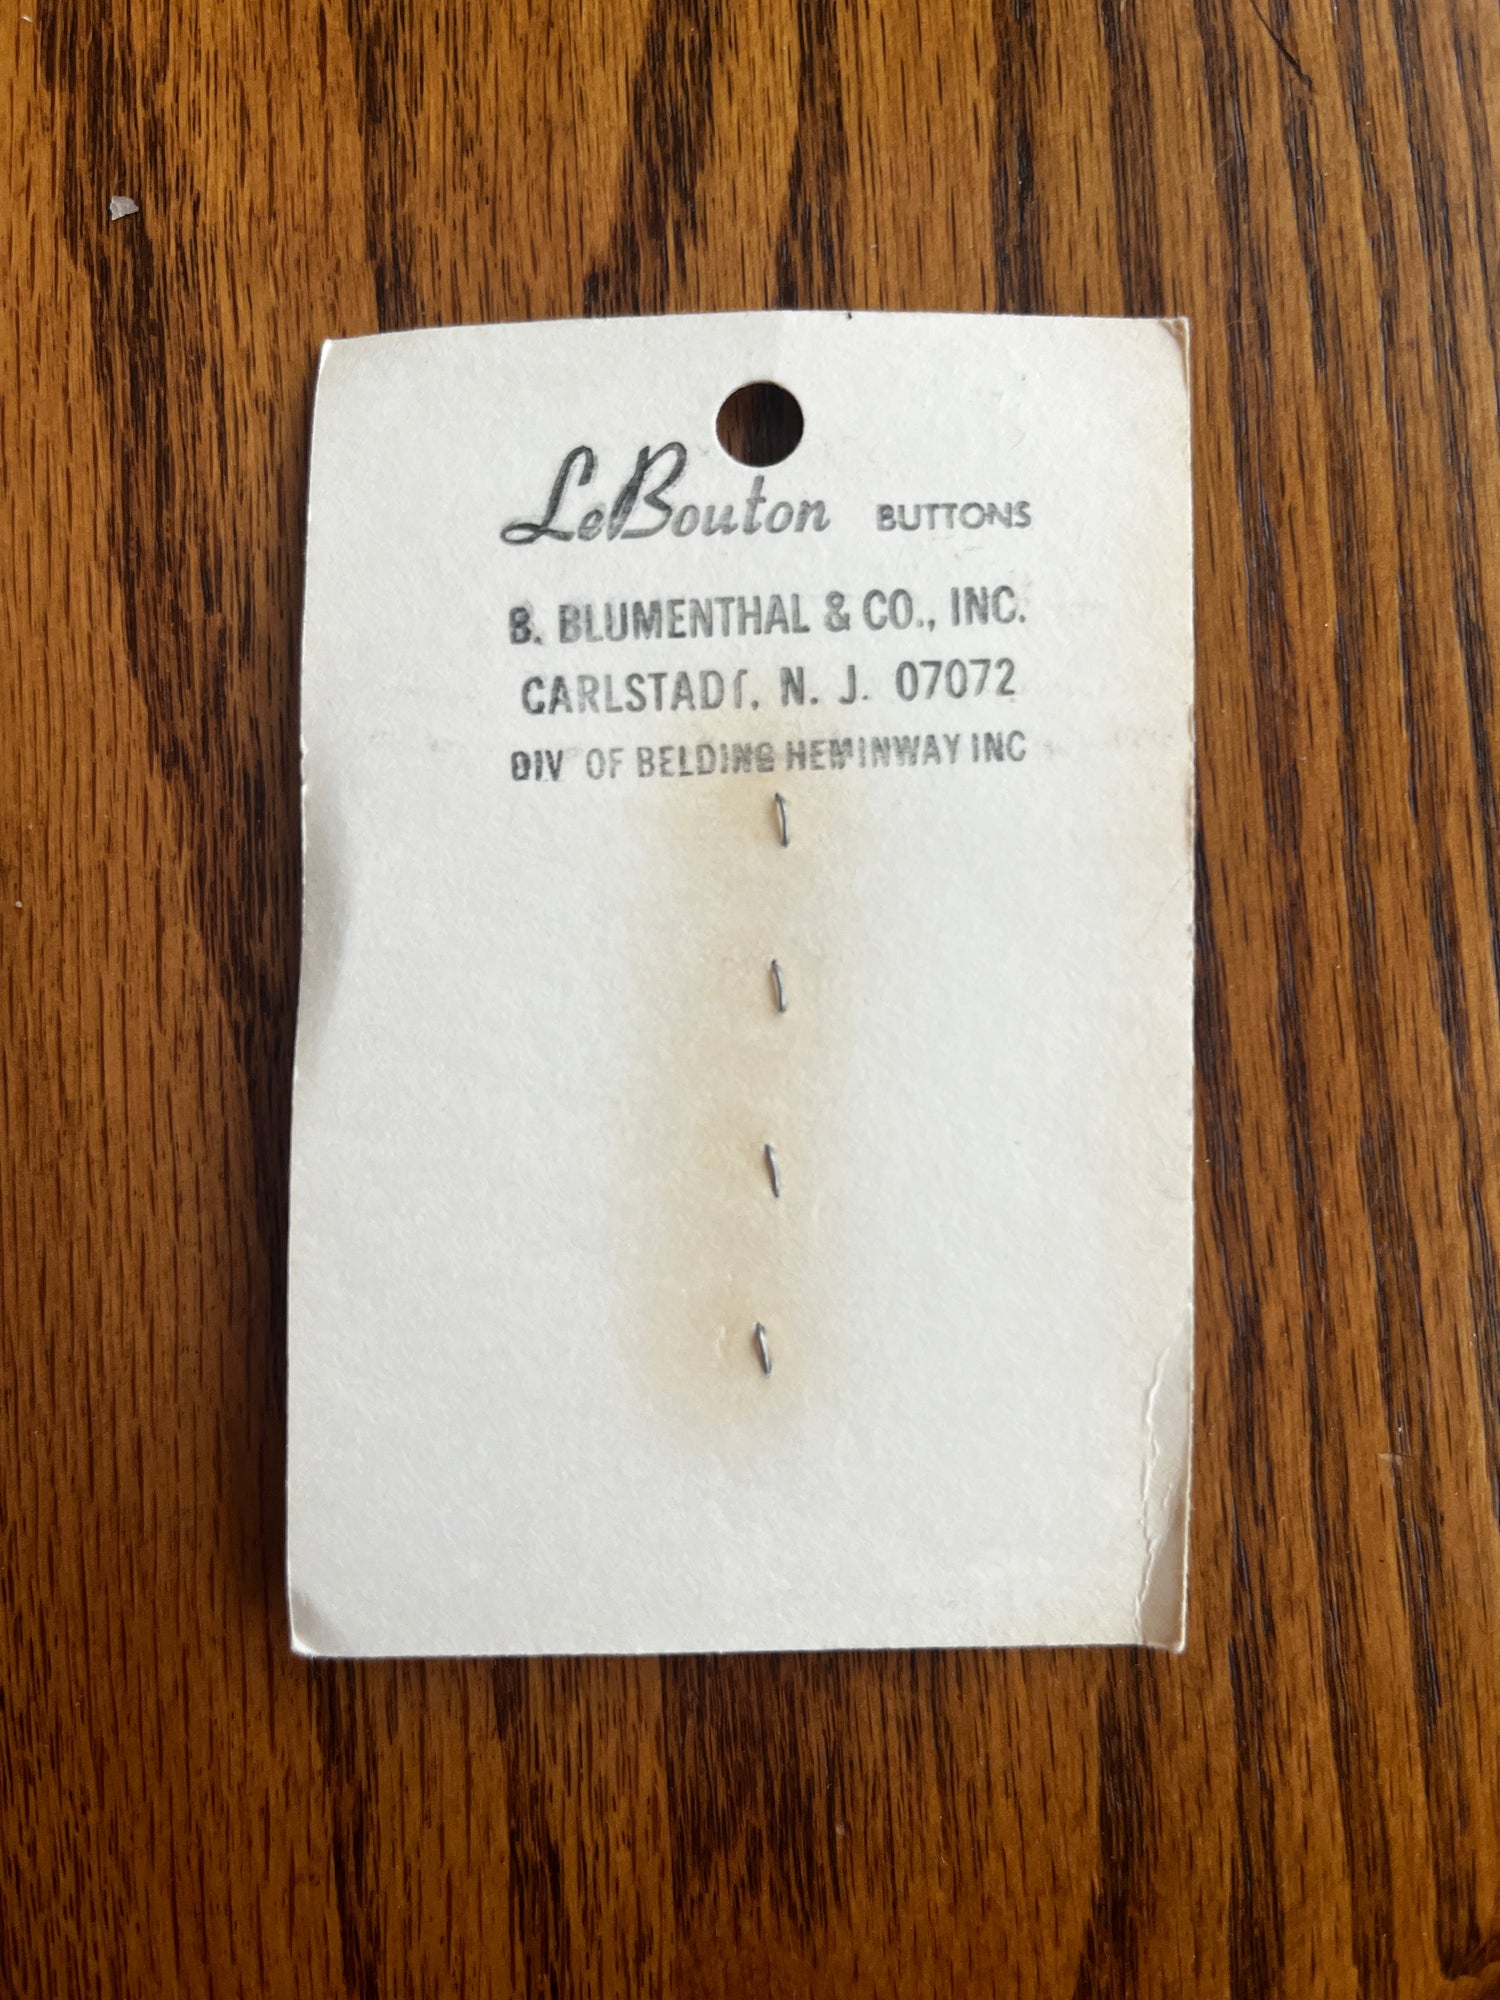 LeBouton BUTTONS
B. BLUMENTHAL & CO., INC.
CARLSTADT, N. J. 07072
DIV OF BELDING HEMINWAY INC